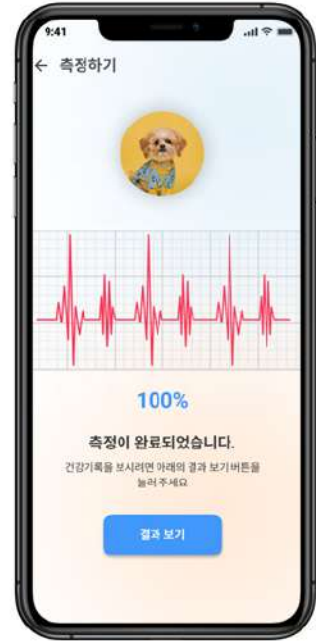 9:41
← 측정하기
100%
측정이 완료되었습니다.
건강기록을 보시려면 아래의 결과 보기버튼을
눌러 주세요
결과 보기